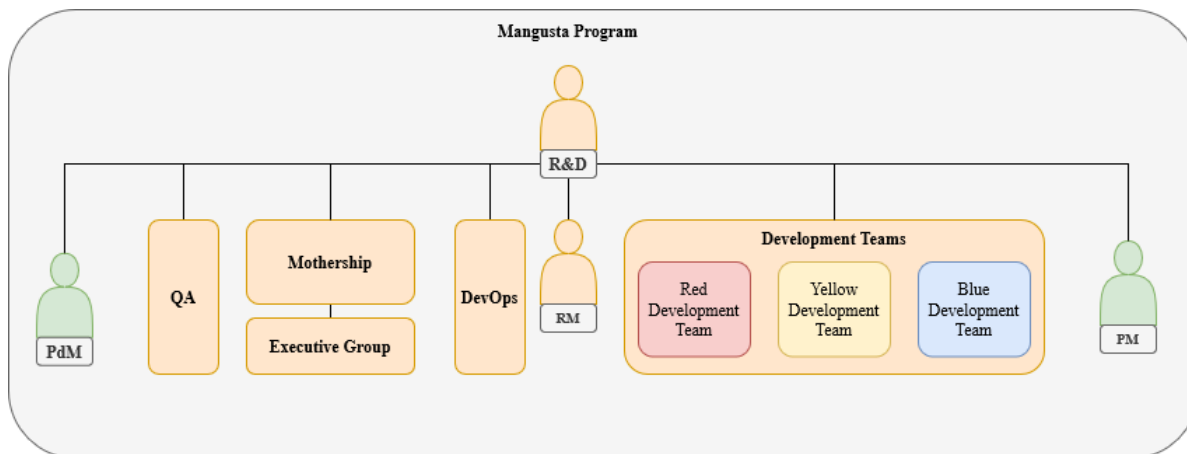 Mangusta Program
R&D
PdM
QA
Mothership
Executive Group
DevOps
RM
Development Teams
Red
Development
Team
Yellow
Development
Team
Blue
Development
Team
PM